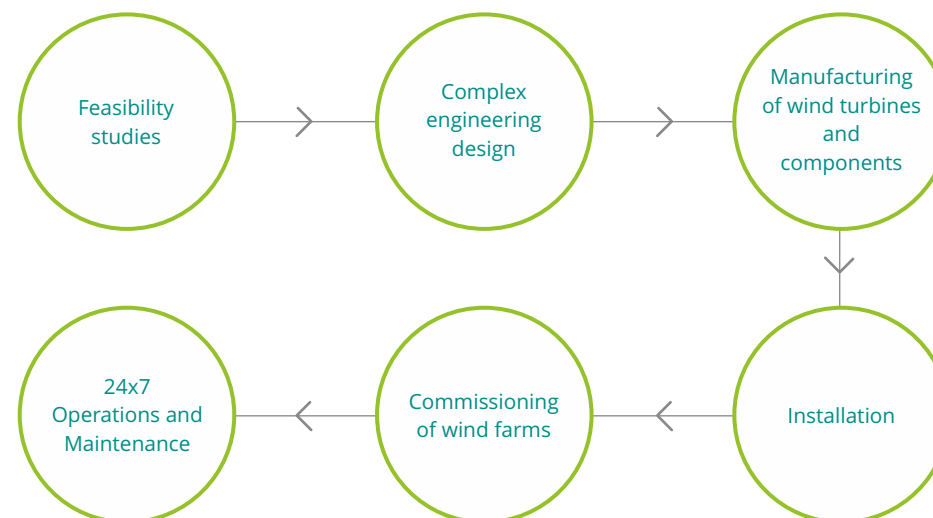 Feasibility
studies
Complex
engineering
design
Manufacturing
of wind turbines
and
components
Installation
Commissioning
of wind farms
24x7
Operations and
Maintenance